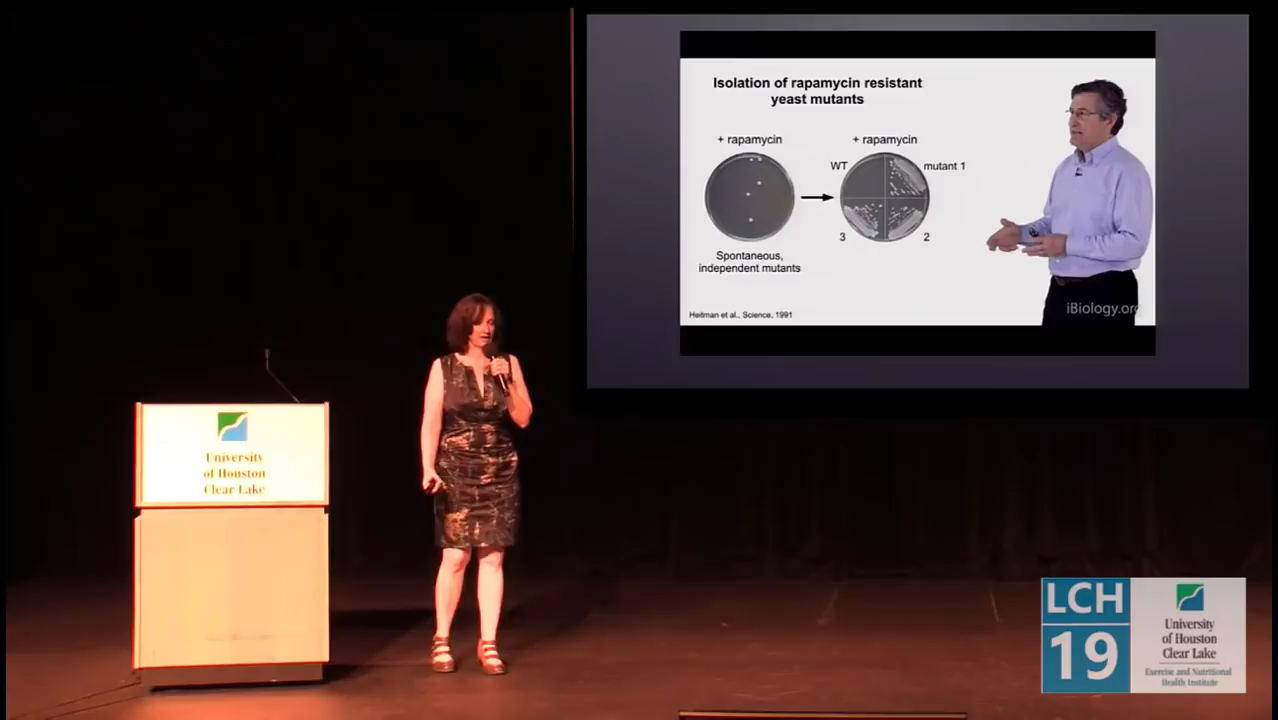 Isolation of rapamycin resistant
yeast mutants
+ rapamycin
+ rapamycin
WT
mutant 1
3
2
Spontaneous,
independent mutants
Heitman et al., Science, 1991
iBiology.org
University
of Houston
Clear Lake
LCH
19
University
of Houston
Clear Lake
Exercise and Nutritional
Health Institute